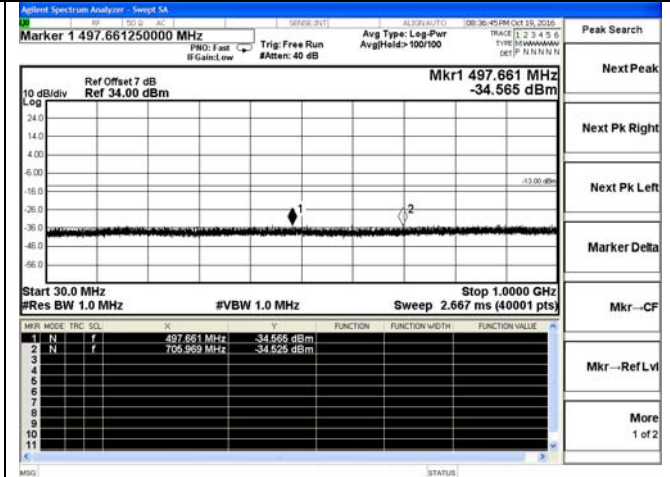 Agilent Spectrum Analyzer - Swept SA
RF 50 Ω AC SENSE:INT ALIGN AUTO 08:36:45 PM Oct 19, 2016
Marker 1 497.661250000 MHz
PNO: Fast
IFGain:Low
Trig: Free Run
#Atten: 40 dB
Avg Type: Log-Pwr
Avg|Hold:>100/100
TRACE 1 2 3 4 5 6
TYPE M WWWWW
DET P N N N N N
Peak Search
Ref Offset 7 dB
10 dB/div Ref 34.00 dBm
Mkr1 497.661 MHz
-34.565 dBm
Log
24.0
14.0
4.00
-6.00
-13.00 dBm
-16.0
-26.0
1
2
-36.0
-46.0
-56.0
Start 30.0 MHz Stop 1.0000 GHz
#Res BW 1.0 MHz #VBW 1.0 MHz Sweep 2.667 ms (40001 pts)
MKR MODE TRC SCL X Y FUNCTION FUNCTION WIDTH FUNCTION VALUE
1 N f 497.661 MHz -34.565 dBm
2 N f 705.969 MHz -34.525 dBm
3
4
5
6
7
8
9
10
11
MSG STATUS
Next Peak
Next Pk Right
Next Pk Left
Marker Delta
Mkr→CF
Mkr→Ref Lvl
More
1 of 2